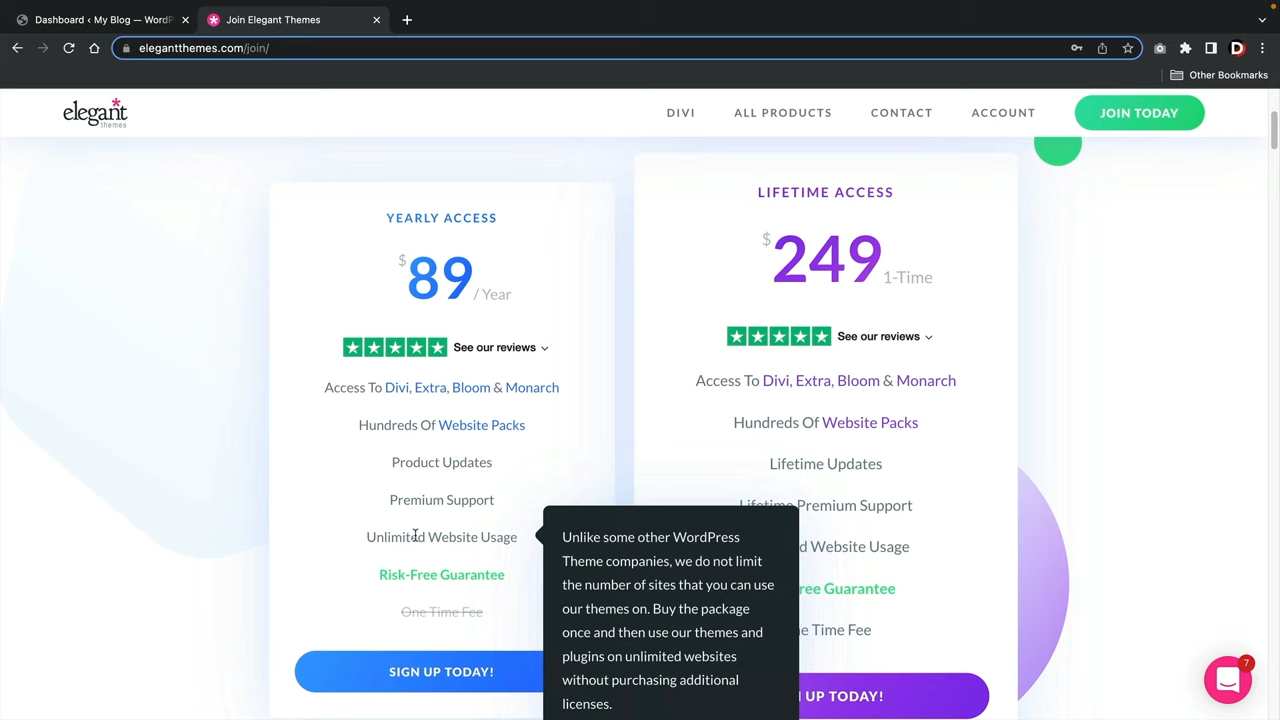 Dashboard ‹ My Blog — WordP
Join Elegant Themes
elegantthemes.com/join/
Other Bookmarks
elegant themes
DIVI
ALL PRODUCTS
CONTACT
ACCOUNT
JOIN TODAY
YEARLY ACCESS
$89 / Year
See our reviews
Access To Divi, Extra, Bloom & Monarch
Hundreds Of Website Packs
Product Updates
Premium Support
Unlimited Website Usage
Risk-Free Guarantee
One Time Fee
SIGN UP TODAY!
LIFETIME ACCESS
$249 1-Time
See our reviews
Access To Divi, Extra, Bloom & Monarch
Hundreds Of Website Packs
Lifetime Updates
Lifetime Premium Support
d Website Usage
ree Guarantee
e Time Fee
UP TODAY!
Unlike some other WordPress
Theme companies, we do not limit
the number of sites that you can use
our themes on. Buy the package
once and then use our themes and
plugins on unlimited websites
without purchasing additional
licenses.
7
D